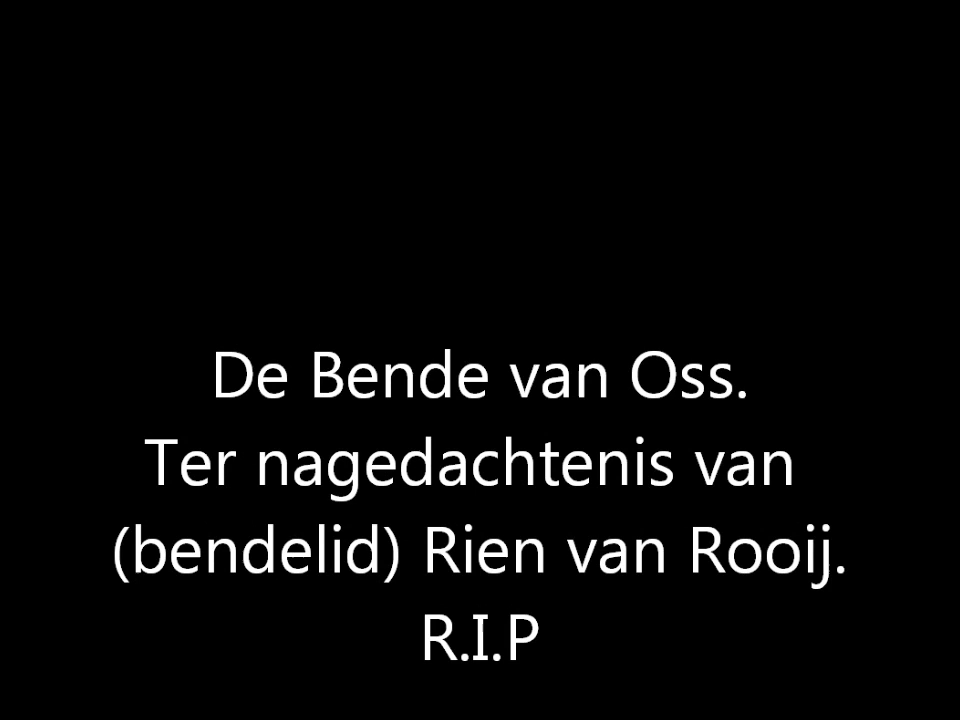 De Bende van Oss.
Ter nagedachtenis van
(bendelid) Rien van Rooij.
R.I.P